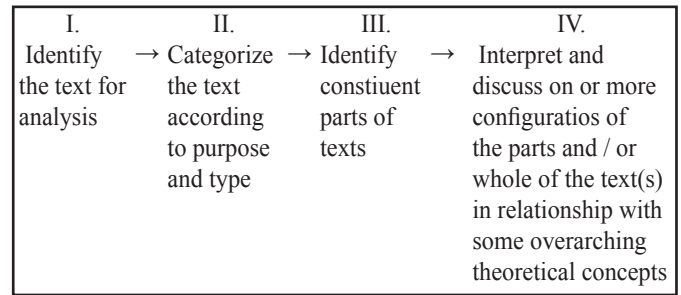 I. II. III. IV.
Identify → Categorize → Identify → Interpret and
the text for the text constiuent discuss on or more
analysis according parts of configuratios of
to purpose texts the parts and / or
and type whole of the text(s)
in relationship with
some overarching
theoretical concepts